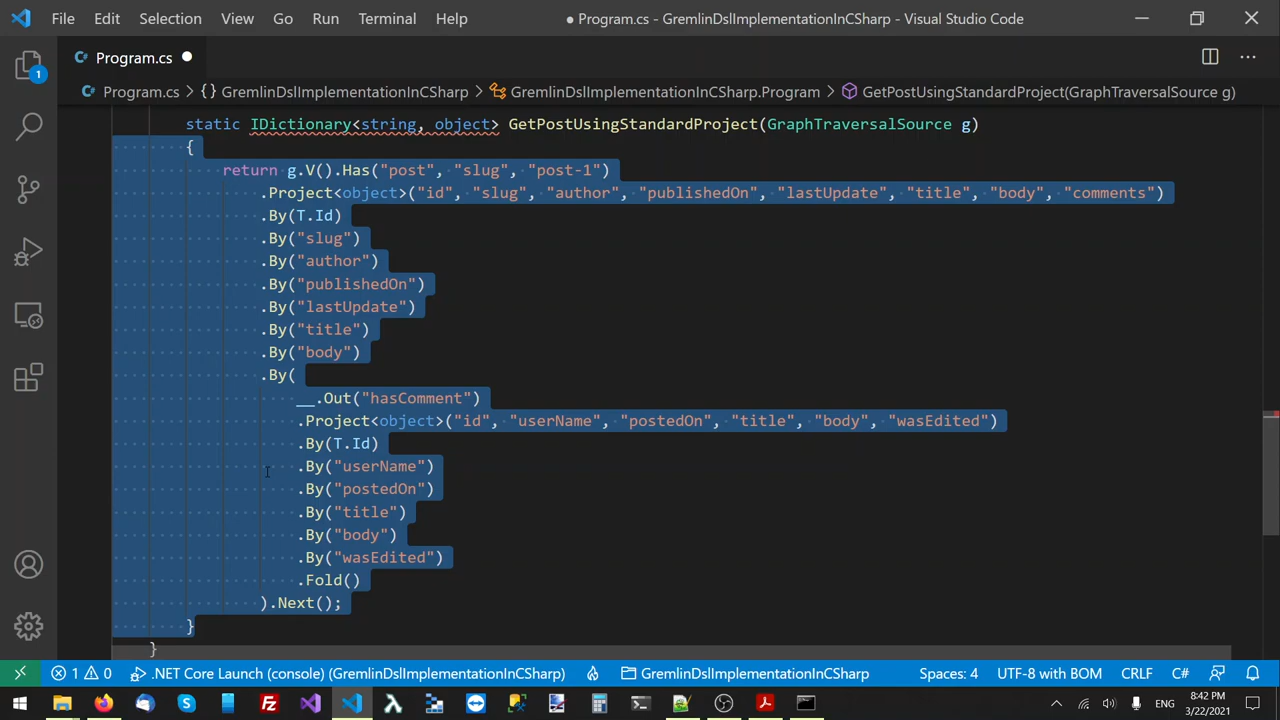 File Edit Selection View Go Run Terminal Help ● Program.cs - GremlinDslImplementationInCSharp - Visual Studio Code
C# Program.cs ●
1
C# Program.cs > {} GremlinDslImplementationInCSharp > GremlinDslImplementationInCSharp.Program > GetPostUsingStandardProject(GraphTraversalSource g)
static IDictionary<string, object> GetPostUsingStandardProject(GraphTraversalSource g)
{
return g.V().Has("post", "slug", "post-1")
.Project<object>("id", "slug", "author", "publishedOn", "lastUpdate", "title", "body", "comments")
.By(T.Id)
.By("slug")
.By("author")
.By("publishedOn")
.By("lastUpdate")
.By("title")
.By("body")
.By(
__.Out("hasComment")
.Project<object>("id", "userName", "postedOn", "title", "body", "wasEdited")
.By(T.Id)
.By("userName")
.By("postedOn")
.By("title")
.By("body")
.By("wasEdited")
.Fold()
).Next();
}
}
1 0 .NET Core Launch (console) (GremlinDslImplementationInCSharp) GremlinDslImplementationInCSharp Spaces: 4 UTF-8 with BOM CRLF C#
ENG 8:42 PM
3/22/2021